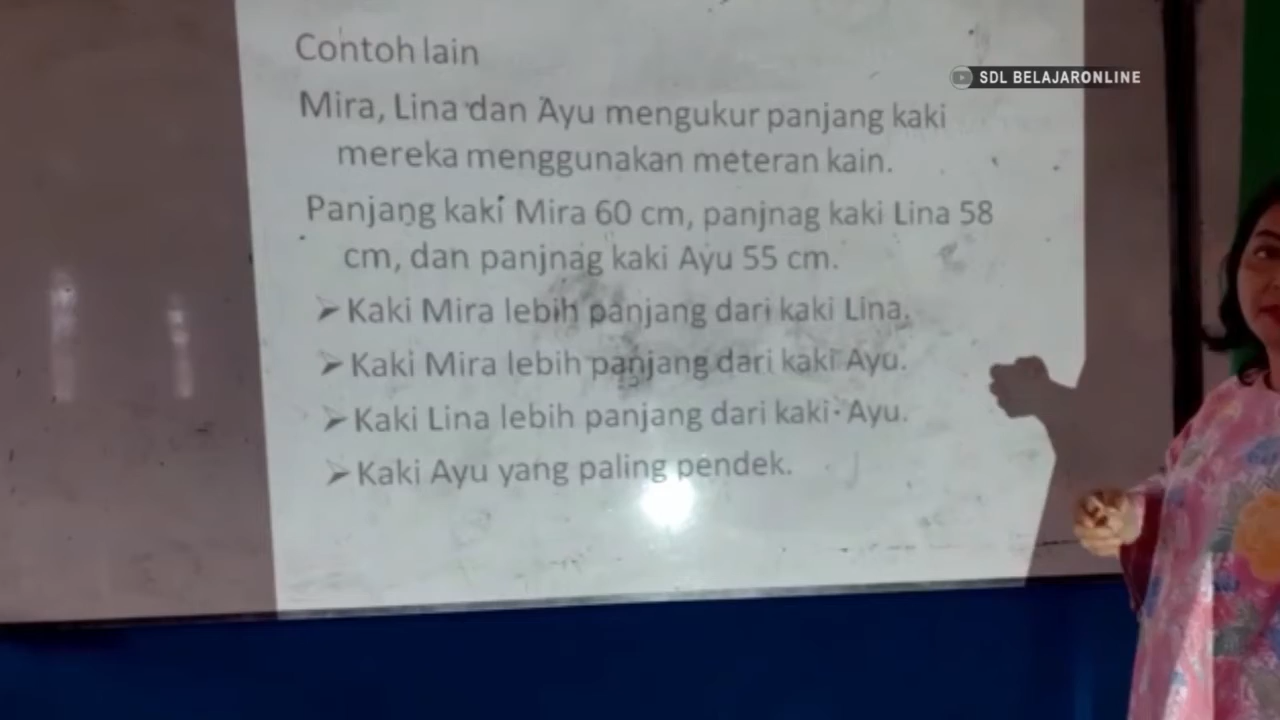 SDL BELAJARONLINE
Contoh lain
Mira, Lina dan Ayu mengukur panjang kaki
mereka menggunakan meteran kain.
Panjang kaki Mira 60 cm, panjnag kaki Lina 58
cm, dan panjnag kaki Ayu 55 cm.
➢ Kaki Mira lebih panjang dari kaki Lina.
➢ Kaki Mira lebih panjang dari kaki Ayu.
➢ Kaki Lina lebih panjang dari kaki Ayu.
➢ Kaki Ayu yang paling pendek.